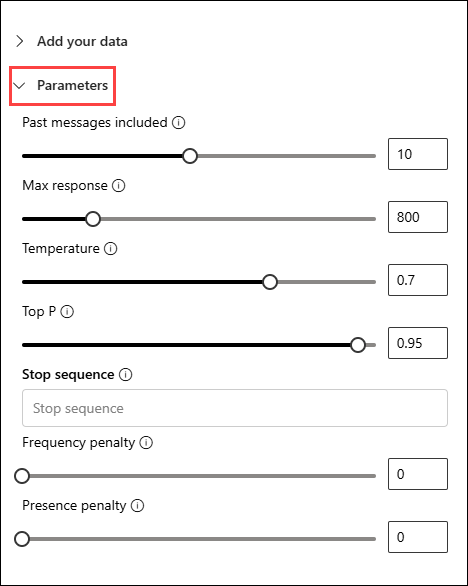 Add your data
Parameters
Past messages included
10
Max response
800
Temperature
0.7
Top P
0.95
Stop sequence
Stop sequence
Frequency penalty
0
Presence penalty
0